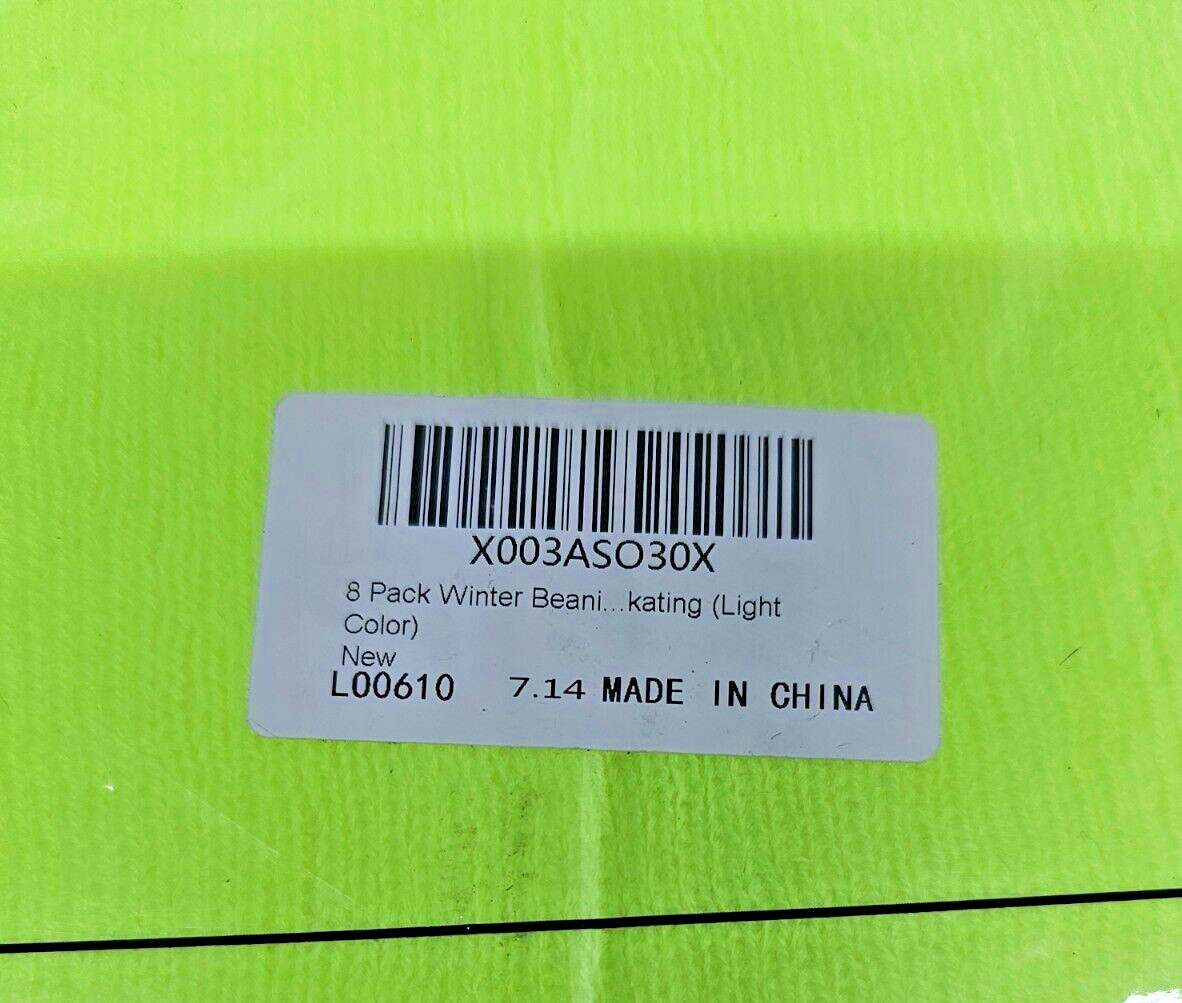 X003ASO30X
8 Pack Winter Beani...kating (Light
Color)
New
L00610 7.14 MADE IN CHINA